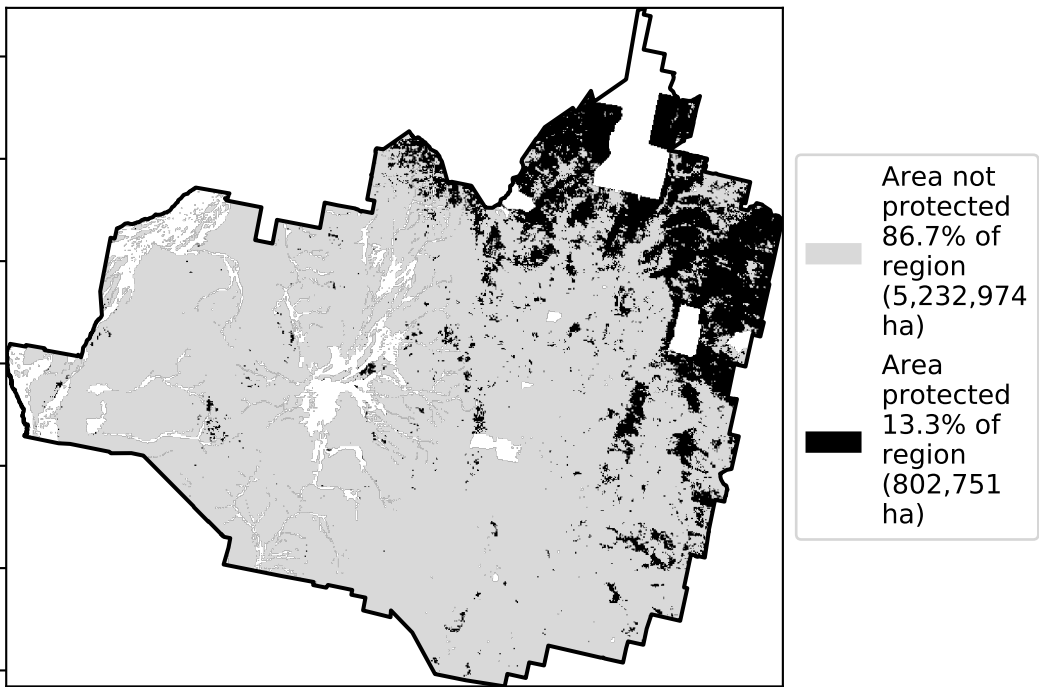 Area not
protected
86.7% of
region
(5,232,974
ha)
Area
protected
13.3% of
region
(802,751
ha)